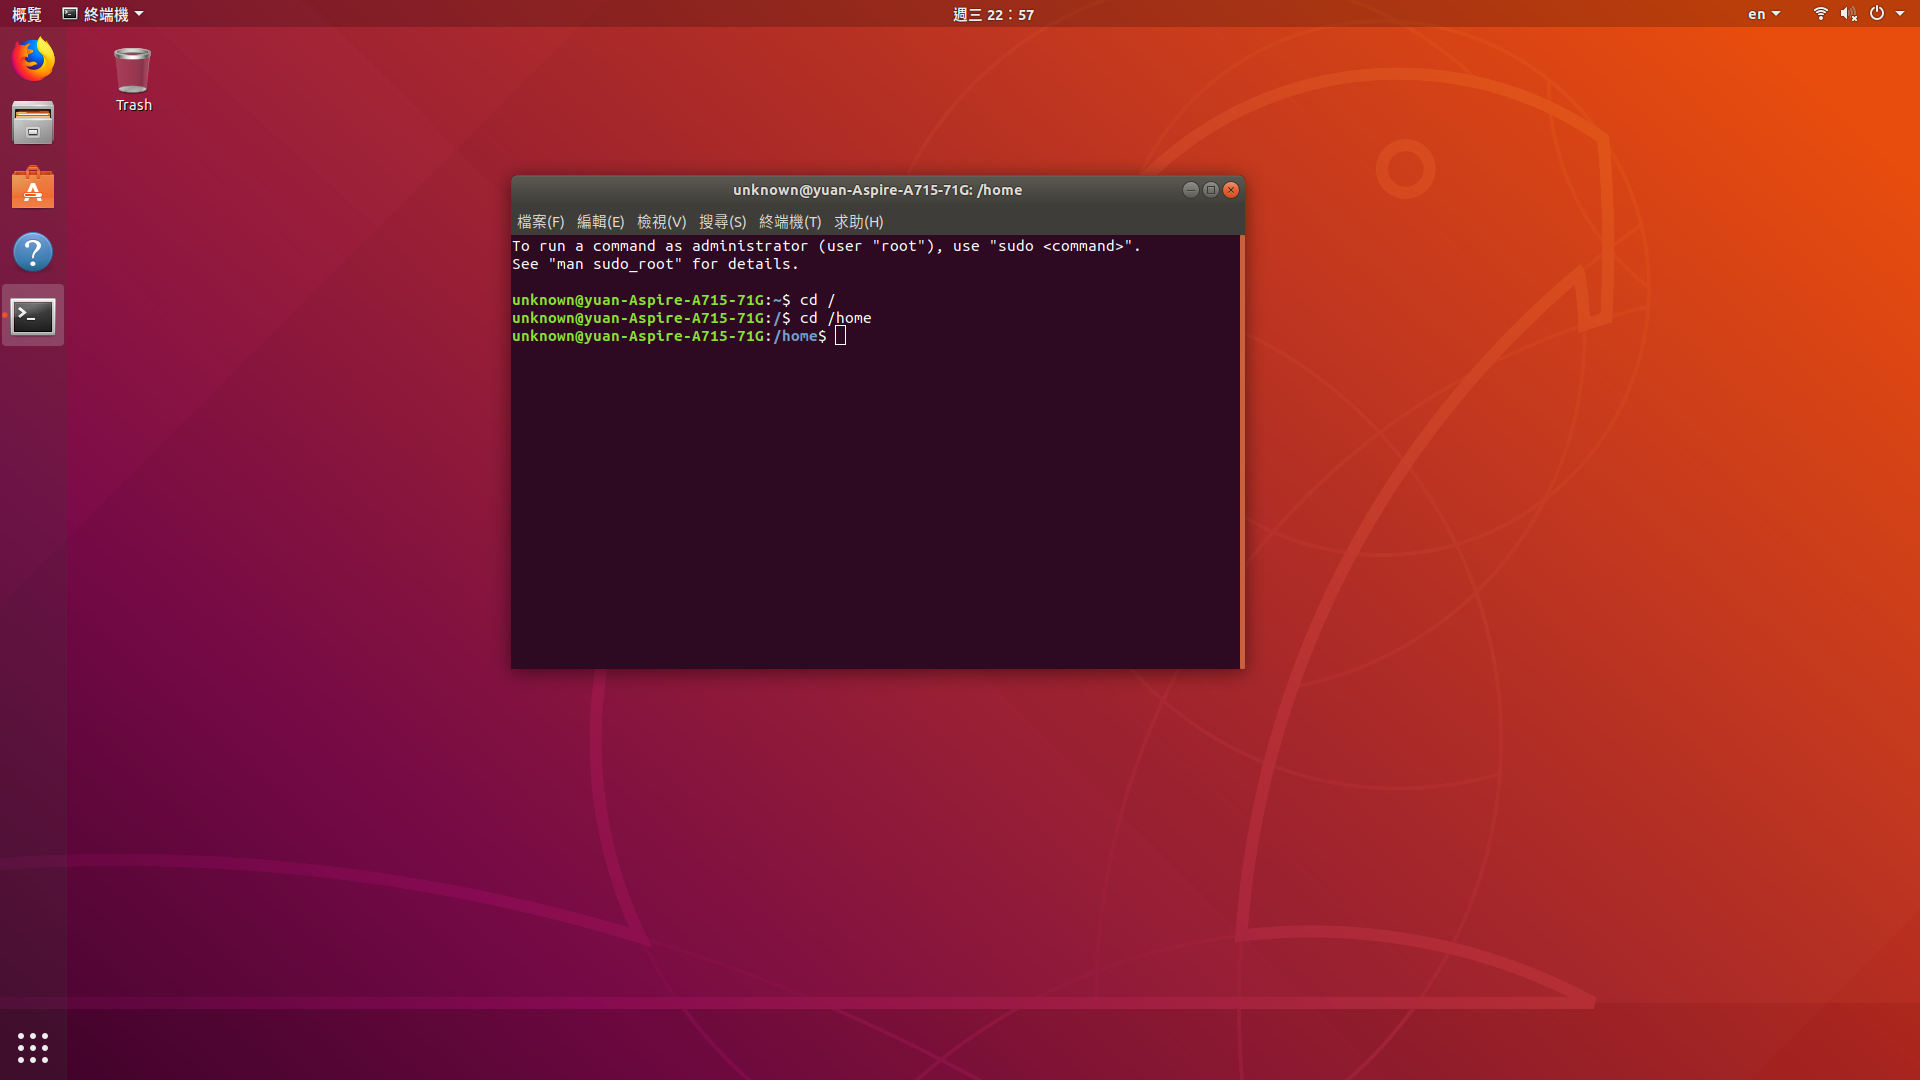 概覽 終端機 週三 22：57 en
Trash
unknown@yuan-Aspire-A715-71G: /home
檔案(F) 編輯(E) 檢視(V) 搜尋(S) 終端機(T) 求助(H)
To run a command as administrator (user "root"), use "sudo <command>".
See "man sudo_root" for details.
unknown@yuan-Aspire-A715-71G:~$ cd /
unknown@yuan-Aspire-A715-71G:/$ cd /home
unknown@yuan-Aspire-A715-71G:/home$